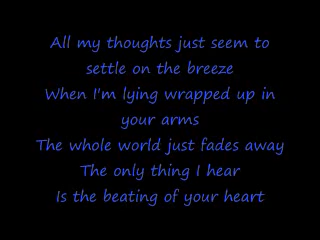 All my thoughts just seem to
settle on the breeze
When I'm lying wrapped up in
your arms
The whole world just fades away
The only thing I hear
Is the beating of your heart